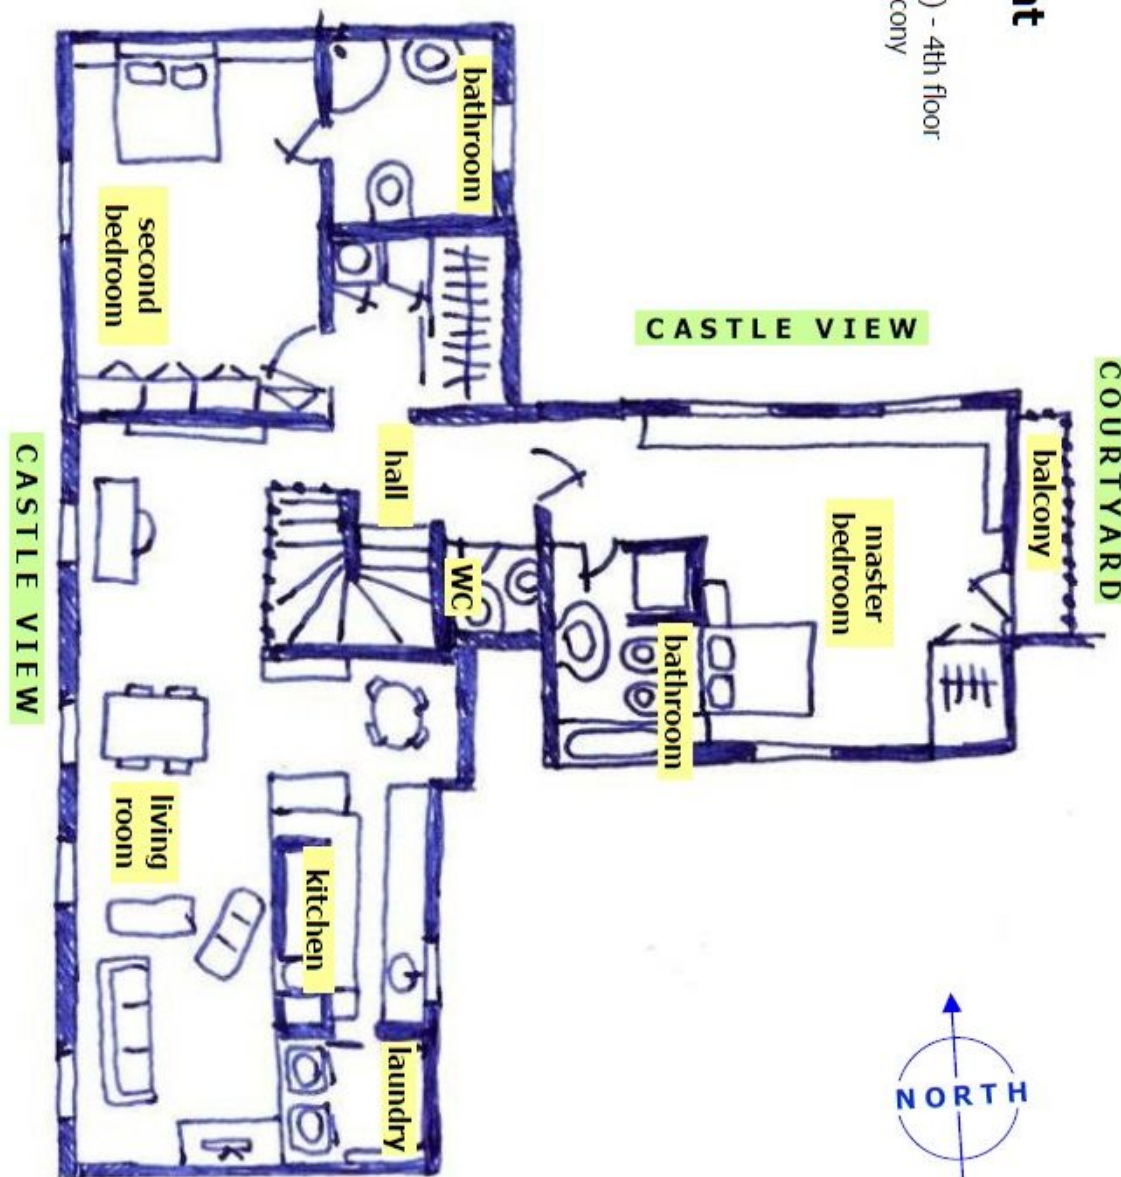 nt
) - 4th floor
cony
COURTYARD
balcony
CASTLE VIEW
master
bedroom
bathroom
bathroom
WC
hall
second
bedroom
kitchen
laundry
living
room
CASTLE VIEW
NORTH